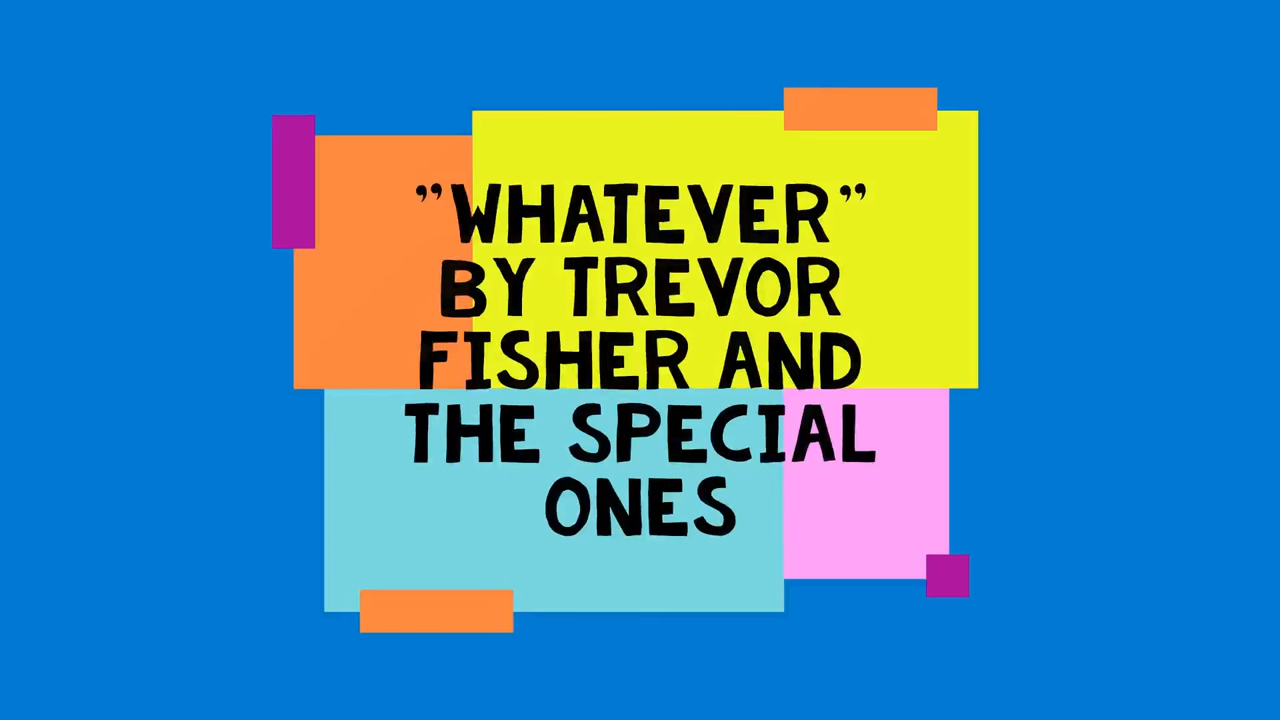 ”WHATEVER”
BY TREVOR
FISHER AND
THE SPECIAL
ONES